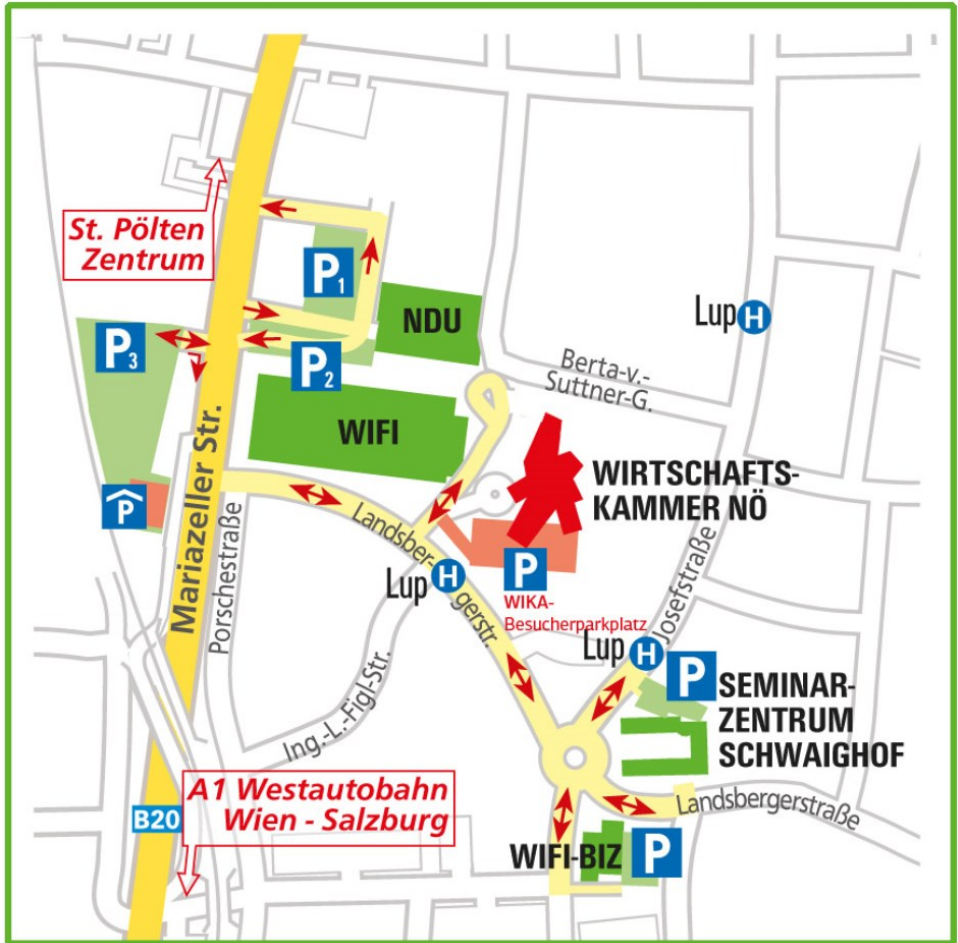 St. Pölten
Zentrum
P1
NDU
Lup H
P3
P2
Berta-v.-
Suttner-G.
WIFI
Mariazeller Str.
WIRTSCHAFTS-
KAMMER NÖ
P
Landsber-
gerstr.
Porschestraße
Lup H
P
WIKA-
Besucherparkplatz
Josefstraße
Lup H
P
Ing.-L.-Figl-Str.
SEMINAR-
ZENTRUM
SCHWAIGHOF
A1 Westautobahn
Wien - Salzburg
B20
Landsbergerstraße
WIFI-BIZ
P